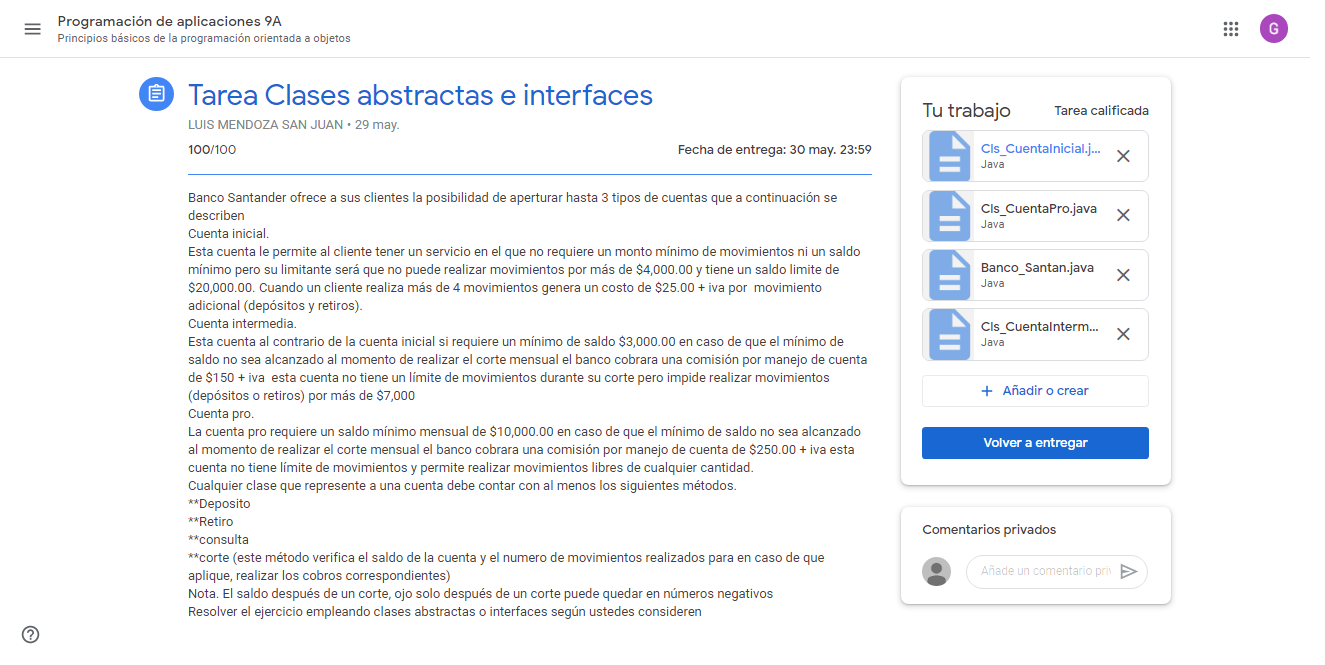 Programación de aplicaciones 9A
Principios básicos de la programación orientada a objetos
G
Tarea Clases abstractas e interfaces
LUIS MENDOZA SAN JUAN • 29 may.
100/100
Fecha de entrega: 30 may. 23:59
Banco Santander ofrece a sus clientes la posibilidad de aperturar hasta 3 tipos de cuentas que a continuación se
describen
Cuenta inicial.
Esta cuenta le permite al cliente tener un servicio en el que no requiere un monto mínimo de movimientos ni un saldo
mínimo pero su limitante será que no puede realizar movimientos por más de $4,000.00 y tiene un saldo limite de
$20,000.00. Cuando un cliente realiza más de 4 movimientos genera un costo de $25.00 + iva por  movimiento
adicional (depósitos y retiros).
Cuenta intermedia.
Esta cuenta al contrario de la cuenta inicial si requiere un mínimo de saldo $3,000.00 en caso de que el mínimo de
saldo no sea alcanzado al momento de realizar el corte mensual el banco cobrara una comisión por manejo de cuenta
de $150 + iva  esta cuenta no tiene un límite de movimientos durante su corte pero impide realizar movimientos
(depósitos o retiros) por más de $7,000
Cuenta pro.
La cuenta pro requiere un saldo mínimo mensual de $10,000.00 en caso de que el mínimo de saldo no sea alcanzado
al momento de realizar el corte mensual el banco cobrara una comisión por manejo de cuenta de $250.00 + iva esta
cuenta no tiene límite de movimientos y permite realizar movimientos libres de cualquier cantidad.
Cualquier clase que represente a una cuenta debe contar con al menos los siguientes métodos.
**Deposito
**Retiro
**consulta
**corte (este método verifica el saldo de la cuenta y el numero de movimientos realizados para en caso de que
aplique, realizar los cobros correspondientes)
Nota. El saldo después de un corte, ojo solo después de un corte puede quedar en números negativos
Resolver el ejercicio empleando clases abstractas o interfaces según ustedes consideren
Tu trabajo
Tarea calificada
Cls_CuentaInicial.j...
Java
Cls_CuentaPro.java
Java
Banco_Santan.java
Java
Cls_CuentaInterm...
Java
+ Añadir o crear
Volver a entregar
Comentarios privados
Añade un comentario priv